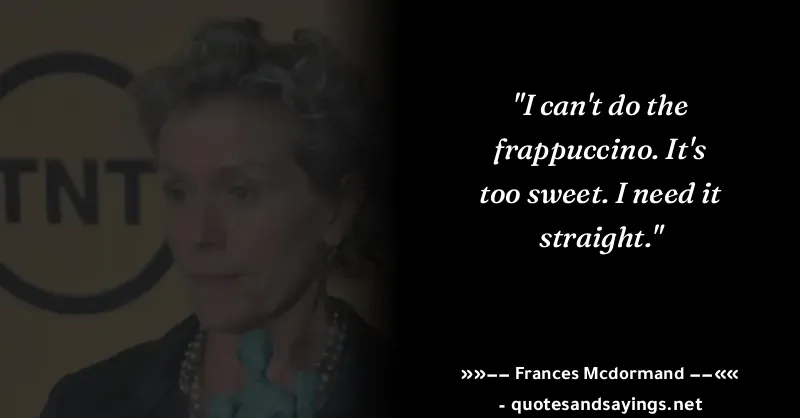 TNT
"I can't do the
frappuccino. It's
too sweet. I need it
straight."
»»−− Frances Mcdormand −−««
- quotesandsayings.net